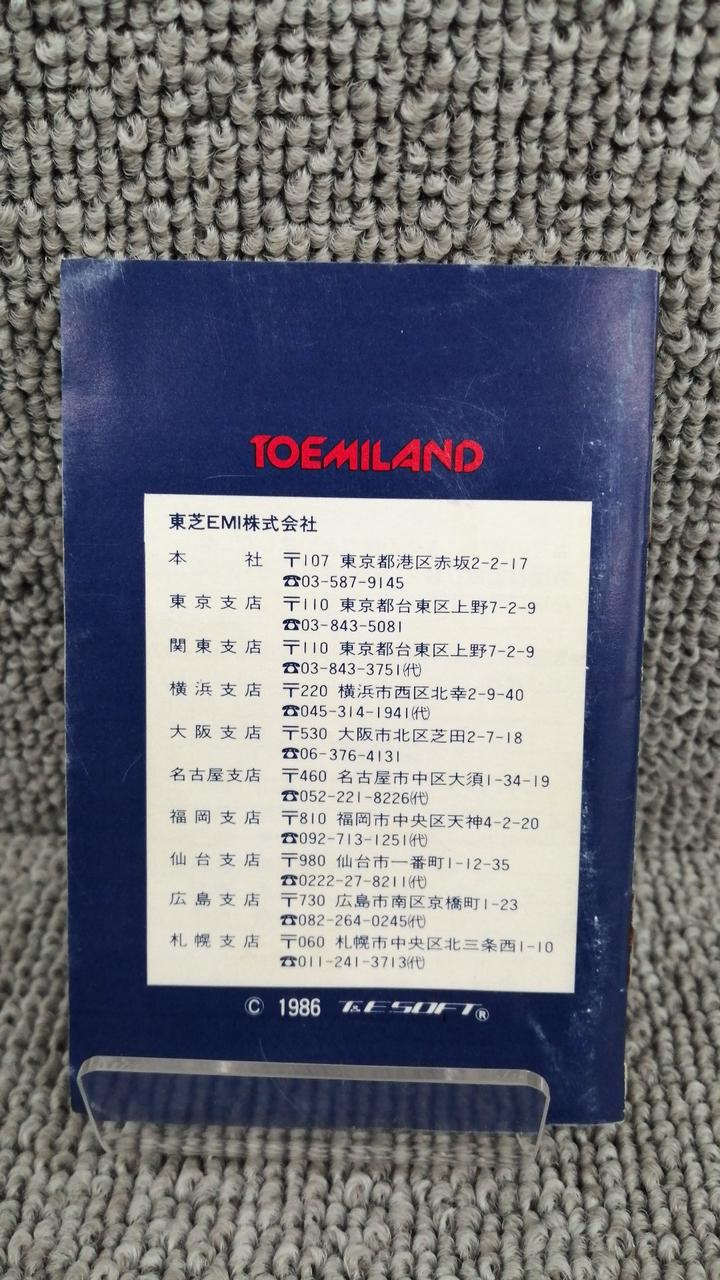 TOEMILAND
東芝EMI株式会社
本社 〒107 東京都港区赤坂2-2-17
☎03-587-9145
東京支店 〒110 東京都台東区上野7-2-9
☎03-843-5081
関東支店 〒110 東京都台東区上野7-2-9
☎03-843-3751㈹
横浜支店 〒220 横浜市西区北幸2-9-40
☎045-314-1941㈹
大阪支店 〒530 大阪市北区芝田2-7-18
☎06-376-4131
名古屋支店 〒460 名古屋市中区大須1-34-19
☎052-221-8226㈹
福岡支店 〒810 福岡市中央区天神4-2-20
☎092-713-1251㈹
仙台支店 〒980 仙台市一番町1-12-35
☎0222-27-8211㈹
広島支店 〒730 広島市南区京橋町1-23
☎082-264-0245㈹
札幌支店 〒060 札幌市中央区北三条西1-10
☎011-241-3713㈹
© 1986 T&E SOFT®